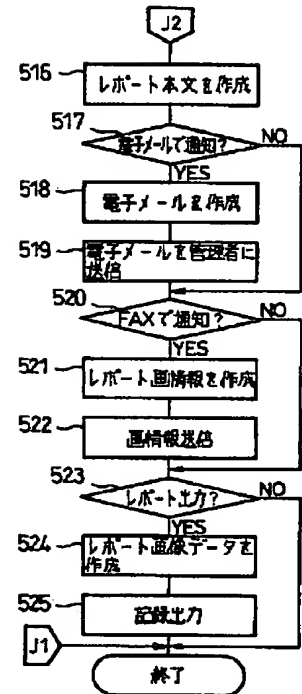 J2
516
レポート本文を作成
517
電子メールで通知?
NO
YES
518
電子メールを作成
519
電子メールを管理者に
送信
520
FAXで通知?
NO
YES
521
レポート画情報を作成
522
画情報送信
523
レポート出力?
NO
YES
524
レポート画像データを
作成
525
記録出力
J1
終了